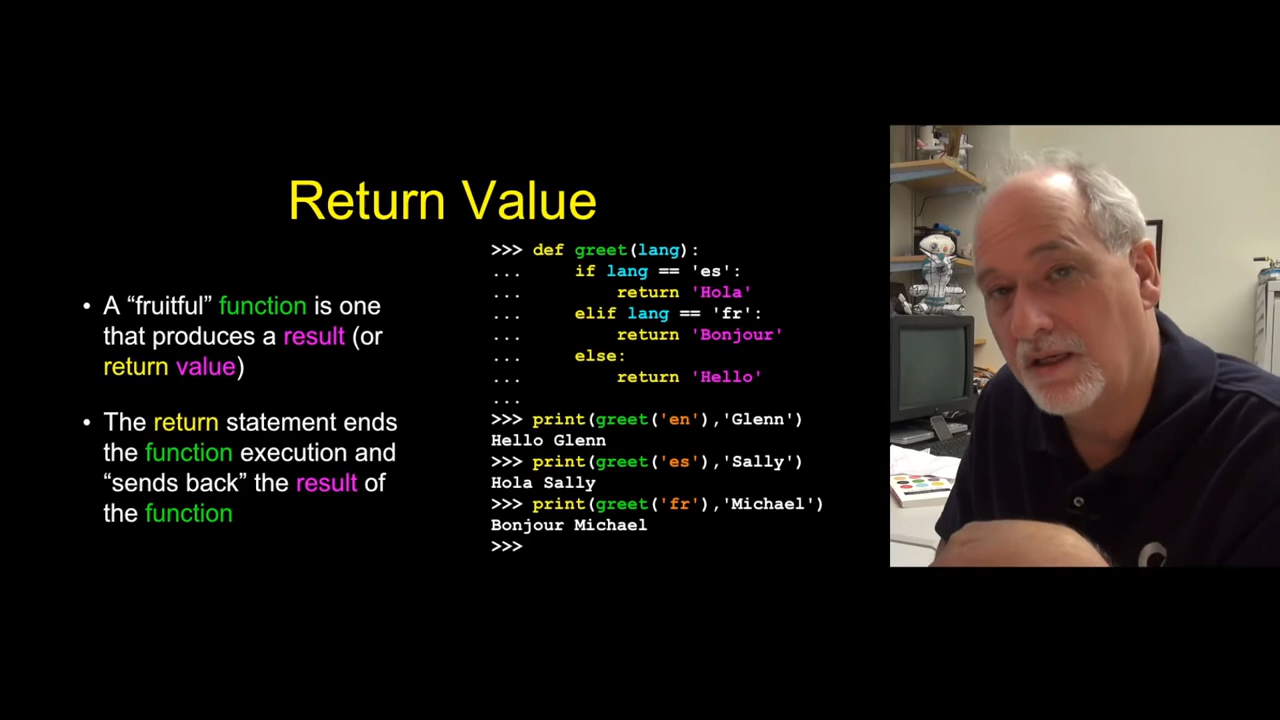 Return Value
• A “fruitful” function is one
that produces a result (or
return value)
• The return statement ends
the function execution and
“sends back” the result of
the function
>>> def greet(lang):
...     if lang == 'es':
...         return 'Hola'
...     elif lang == 'fr':
...         return 'Bonjour'
...     else:
...         return 'Hello'
...
>>> print(greet('en'),'Glenn')
Hello Glenn
>>> print(greet('es'),'Sally')
Hola Sally
>>> print(greet('fr'),'Michael')
Bonjour Michael
>>>